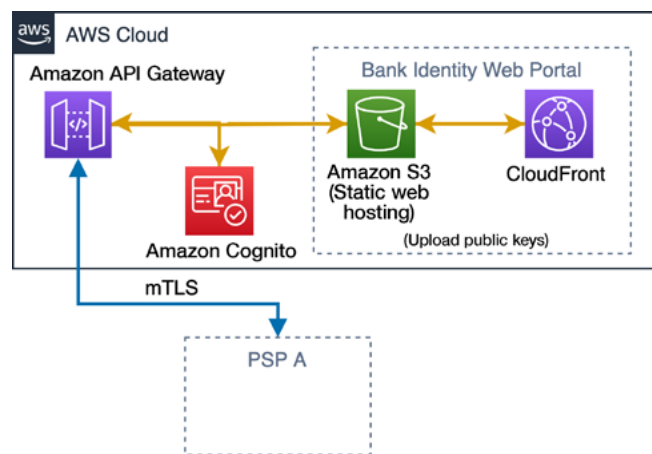 aws
AWS Cloud
Amazon API Gateway
</>
Bank Identity Web Portal
Amazon S3
(Static web
hosting)
CloudFront
Amazon Cognito
(Upload public keys)
mTLS
PSP A